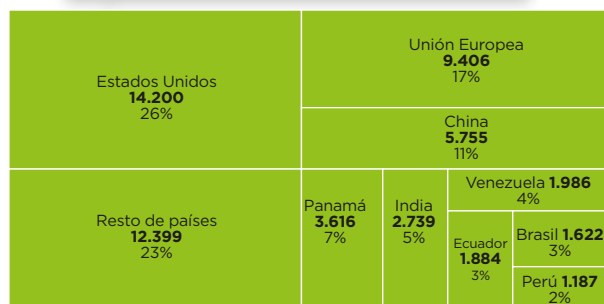 Estados Unidos
14.200
26%
Unión Europea
9.406
17%
China
5.755
11%
Resto de países
12.399
23%
Panamá
3.616
7%
India
2.739
5%
Venezuela 1.986
4%
Ecuador
1.884
3%
Brasil 1.622
3%
Perú 1.187
2%